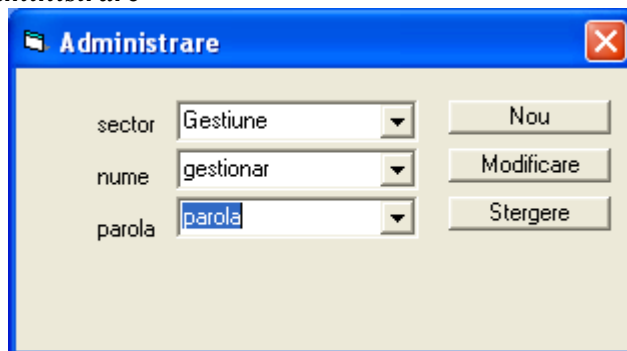 Administrare
sector Gestiune Nou
nume gestionar Modificare
parola parola Stergere